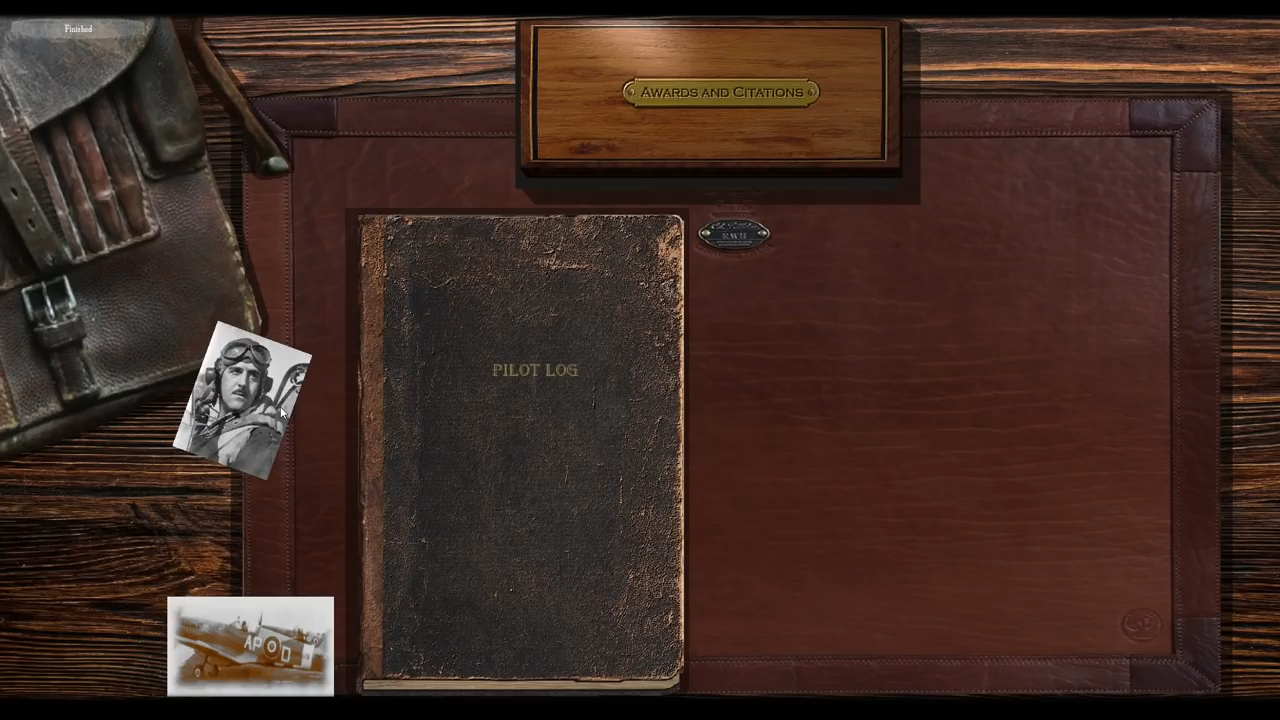 Finished
AWARDS AND CITATIONS
PILOT LOG
R.W.B
AP O D